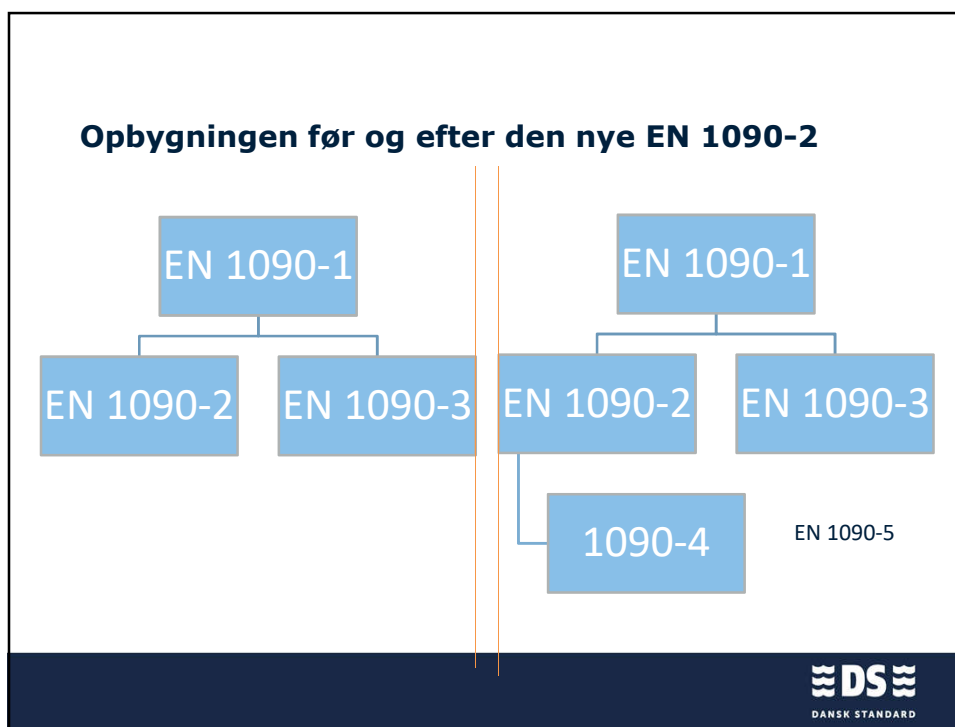 Opbygningen før og efter den nye EN 1090-2
EN 1090-1
EN 1090-2
EN 1090-3
EN 1090-1
EN 1090-2
EN 1090-3
1090-4
EN 1090-5
DS
DANSK STANDARD